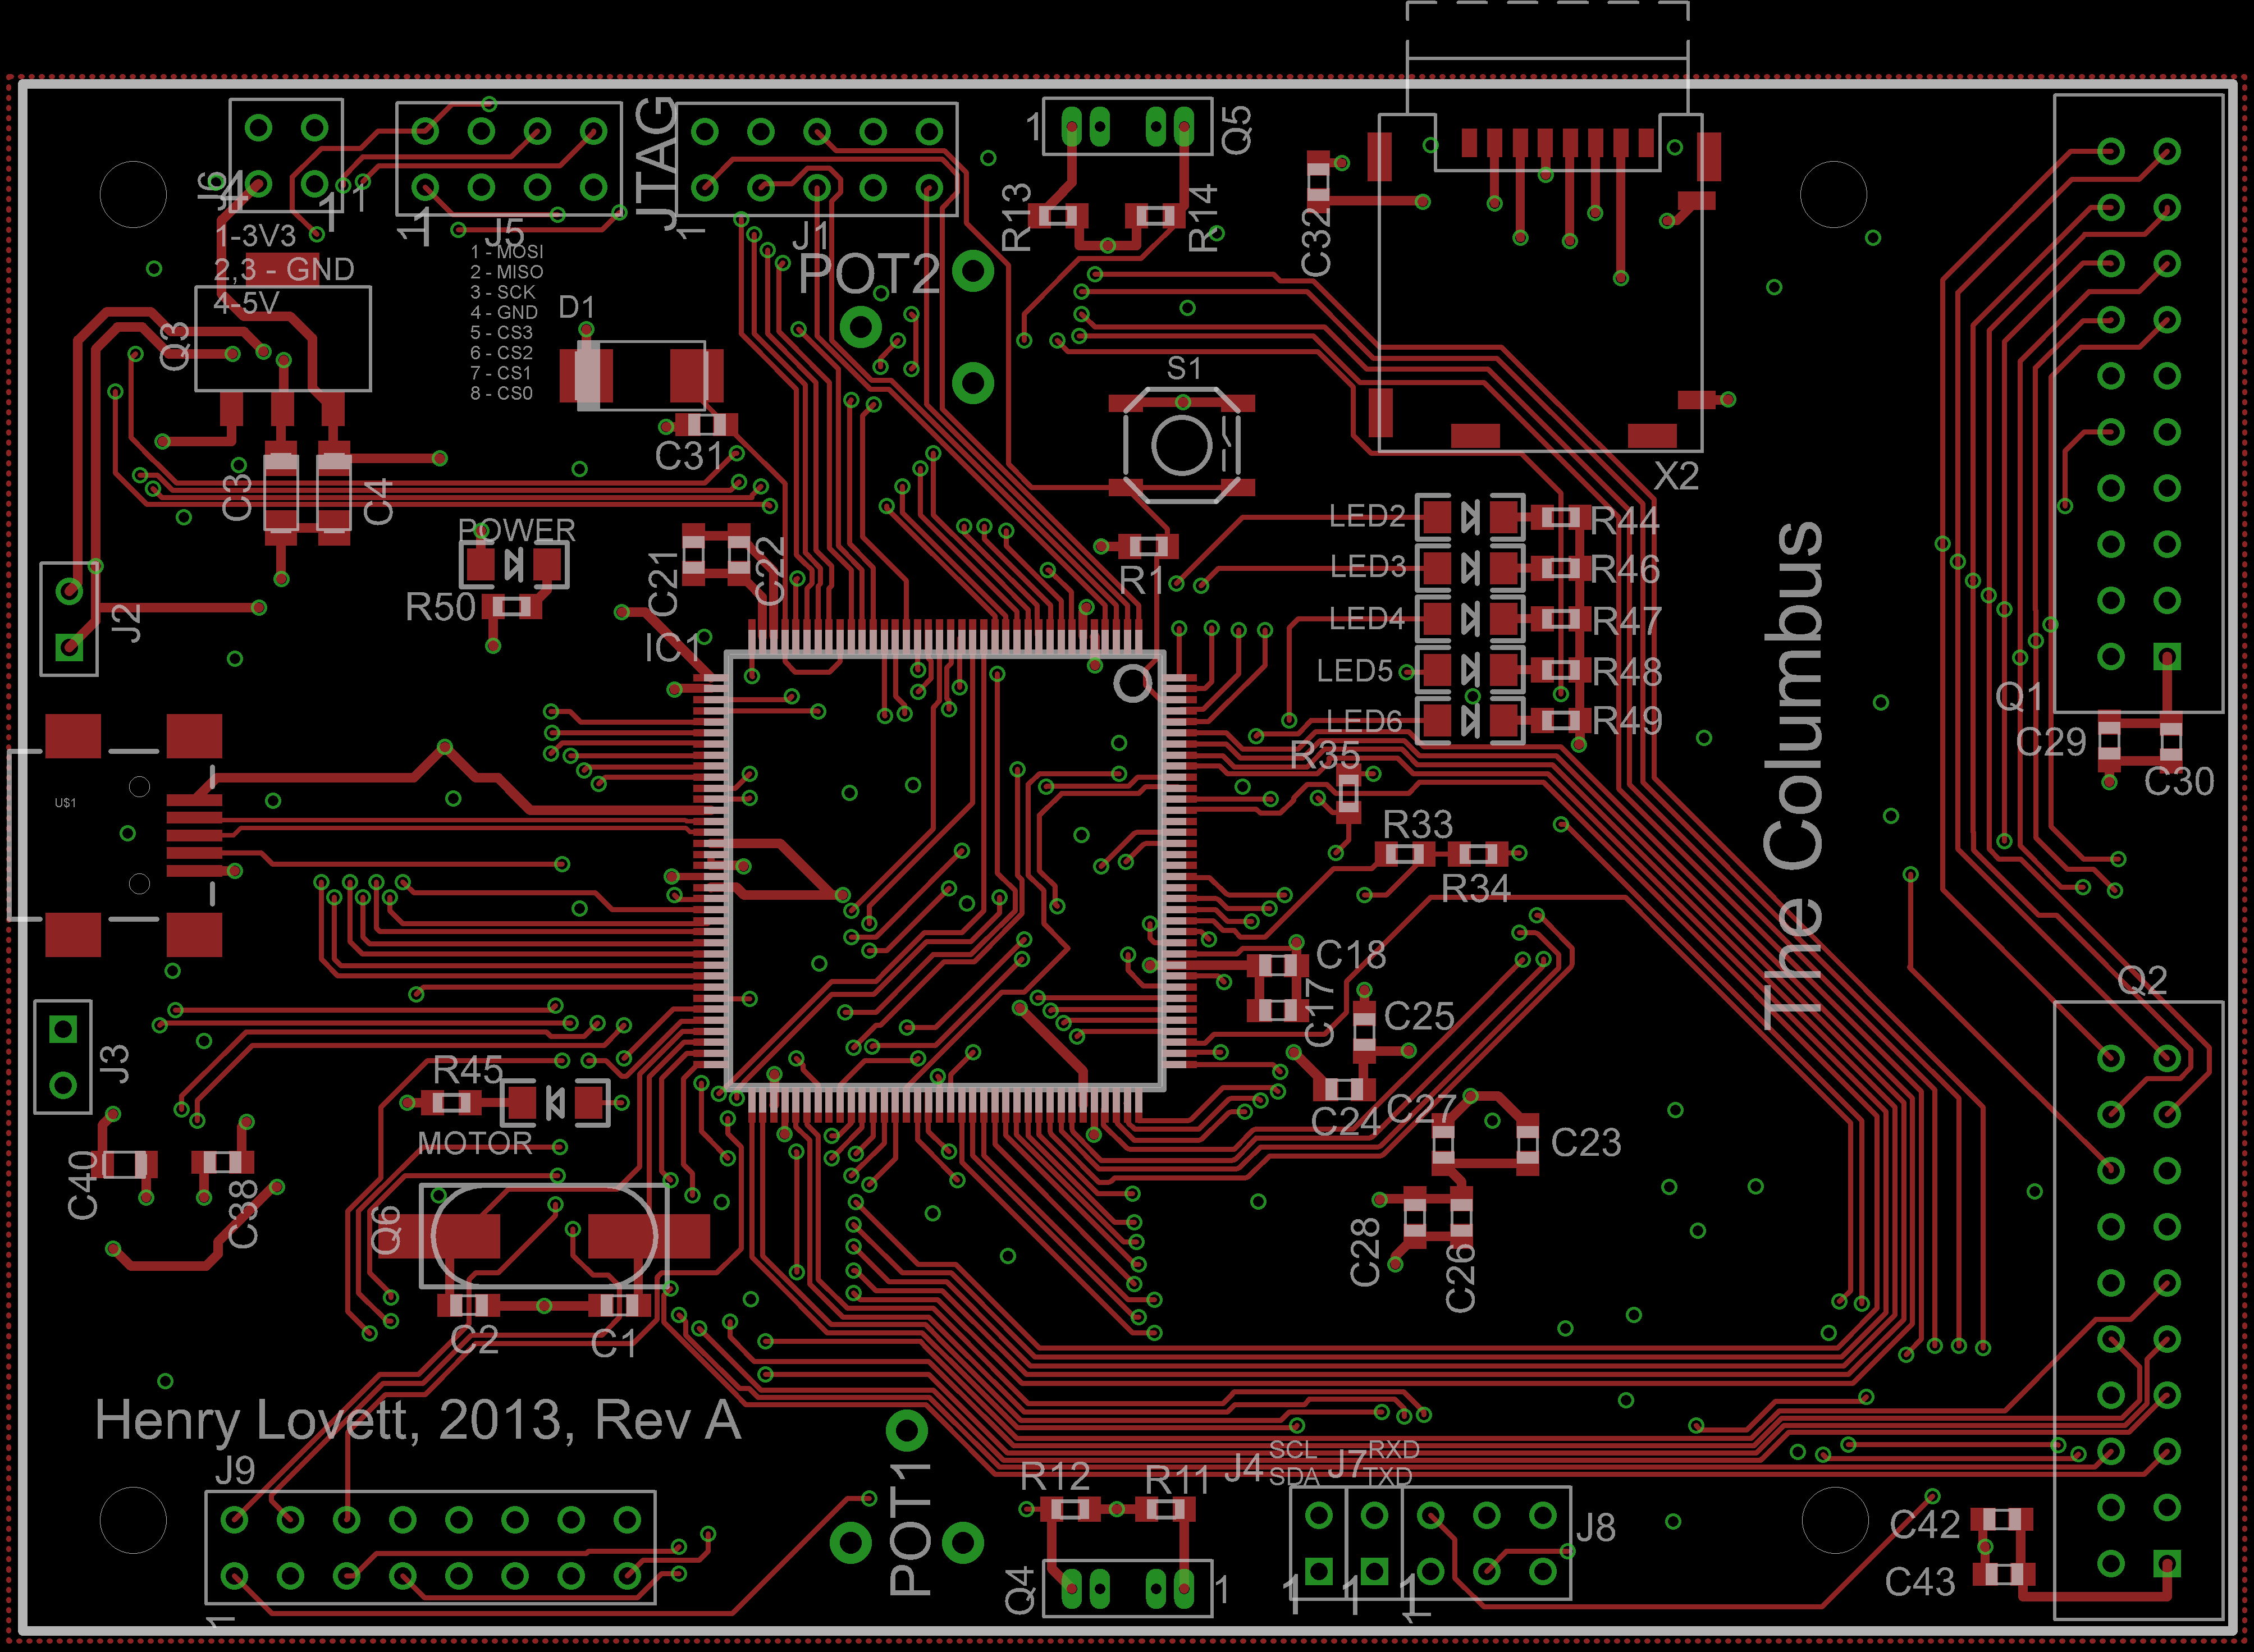 J6
4
1
1
1-3V3
2,3 - GND
4-5V
Q3
1
J5
1 - MOSI
2 - MISO
3 - SCK
4 - GND
5 - CS3
6 - CS2
7 - CS1
8 - CS0
JTAG
1
J1
POT2
D1
C31
1
Q5
R13
R14
C32
S1
X2
C3
C4
POWER
R50
C21
C22
IC1
R1
J2
LED2
R44
LED3
R46
LED4
R47
LED5
R48
LED6
R49
R35
R33
R34
The Columbus
Q1
C29
C30
U$1
Q2
C18
C17
C25
C24
C27
C23
C28
C26
J3
R45
MOTOR
C40
C38
Q6
C2
C1
Henry Lovett, 2013, Rev A
J9
1
POT1
R12
R11
Q4
1
J4
SCL
SDA
J7
RXD
TXD
J8
1
1
1
C42
C43